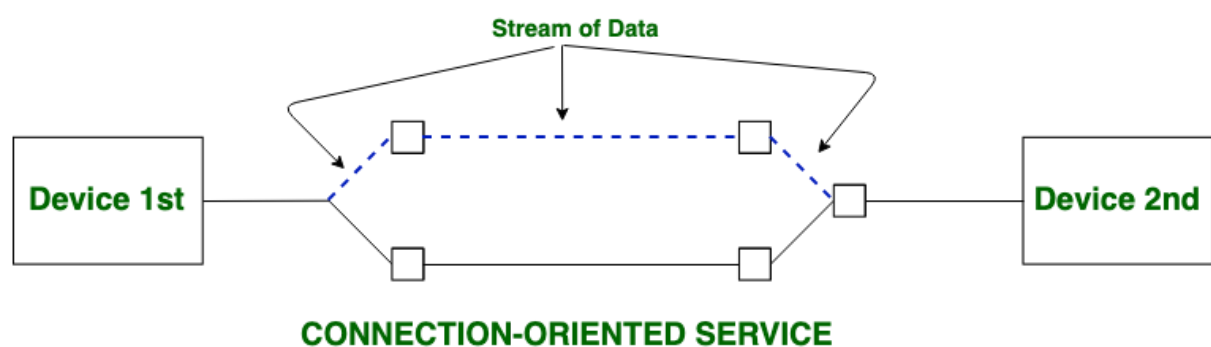 Stream of Data
Device 1st
Device 2nd
CONNECTION-ORIENTED SERVICE